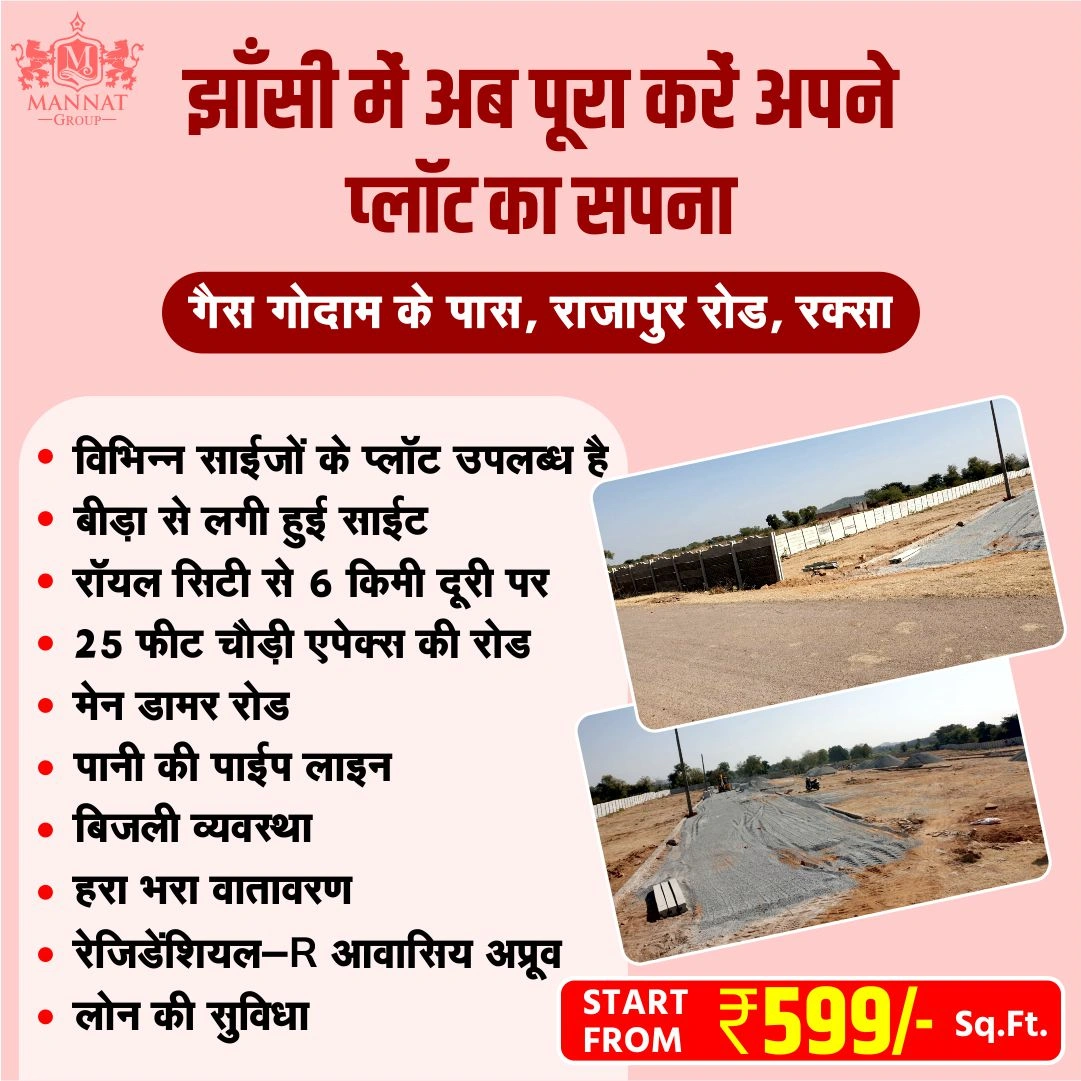 MANNAT
GROUP
झाँसी में अब पूरा करें अपने
प्लॉट का सपना
गैस गोदाम के पास, राजापुर रोड, रक्सा
विभिन्न साईजों के प्लॉट उपलब्ध है
बीड़ा से लगी हुई साईट
रॉयल सिटी से 6 किमी दूरी पर
25 फीट चौड़ी एपेक्स की रोड
मेन डामर रोड
पानी की पाईप लाइन
बिजली व्यवस्था
हरा भरा वातावरण
रेजिडेंशियल–R आवासिय अप्रूव
लोन की सुविधा
START
FROM ₹599/- Sq.Ft.